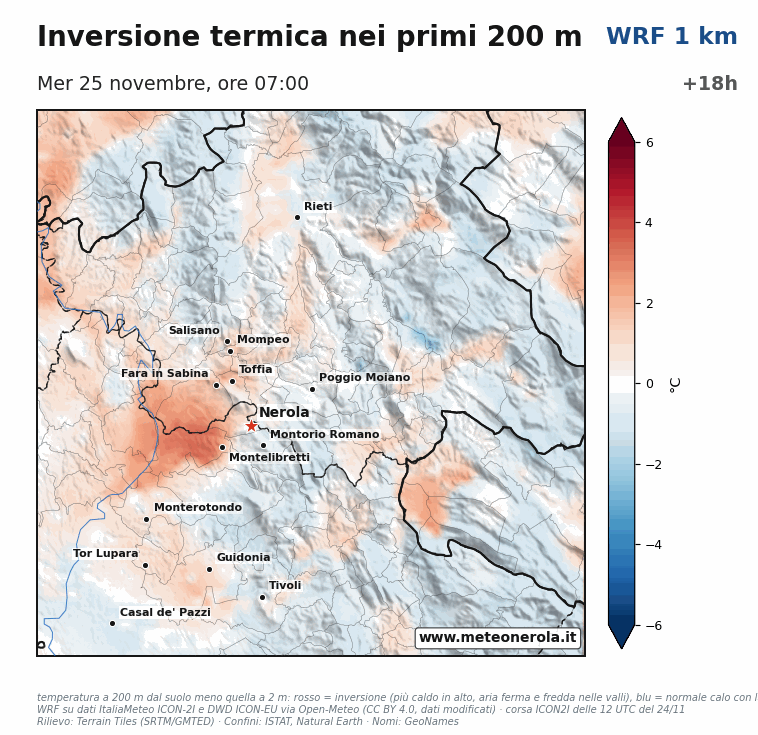 Inversione termica nei primi 200 m WRF 1 km
Mer 25 novembre, ore 07:00 +18h
Rieti
Salisano
Mompeo
Fara in Sabina
Toffia
Poggio Moiano
Nerola
Montorio Romano
Montelibretti
Monterotondo
Tor Lupara
Guidonia
Tivoli
Casal de' Pazzi
www.meteonerola.it
6
4
2
0
−2
−4
−6
°C
temperatura a 200 m dal suolo meno quella a 2 m: rosso = inversione (più caldo in alto, aria ferma e fredda nelle valli), blu = normale calo con l
WRF su dati ItaliaMeteo ICON-2I e DWD ICON-EU via Open-Meteo (CC BY 4.0, dati modificati) · corsa ICON2I delle 12 UTC del 24/11
Rilievo: Terrain Tiles (SRTM/GMTED) · Confini: ISTAT, Natural Earth · Nomi: GeoNames